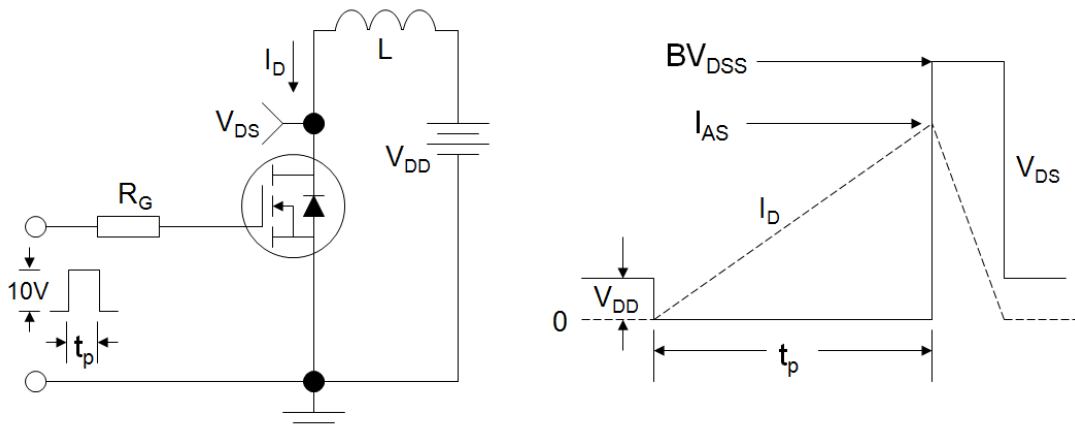 I_D
L
V_DS
V_DD
R_G
10V
t_p
BV_DSS
I_AS
V_DS
I_D
V_DD
0
t_p